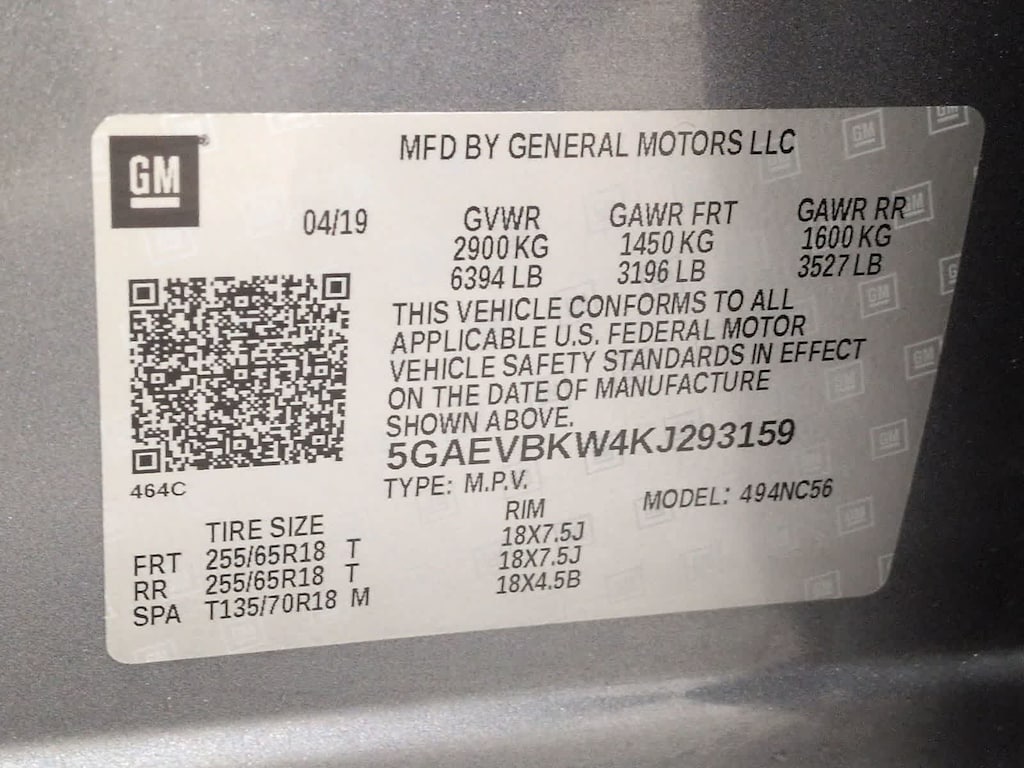 GM
MFD BY GENERAL MOTORS LLC
04/19 GVWR GAWR FRT GAWR RR
2900 KG 1450 KG 1600 KG
6394 LB 3196 LB 3527 LB
THIS VEHICLE CONFORMS TO ALL
APPLICABLE U.S. FEDERAL MOTOR
VEHICLE SAFETY STANDARDS IN EFFECT
ON THE DATE OF MANUFACTURE
SHOWN ABOVE.
5GAEVBKW4KJ293159
464C
TYPE: M.P.V. MODEL: 494NC56
TIRE SIZE RIM
FRT 255/65R18 T 18X7.5J
RR 255/65R18 T 18X7.5J
SPA T135/70R18 M 18X4.5B